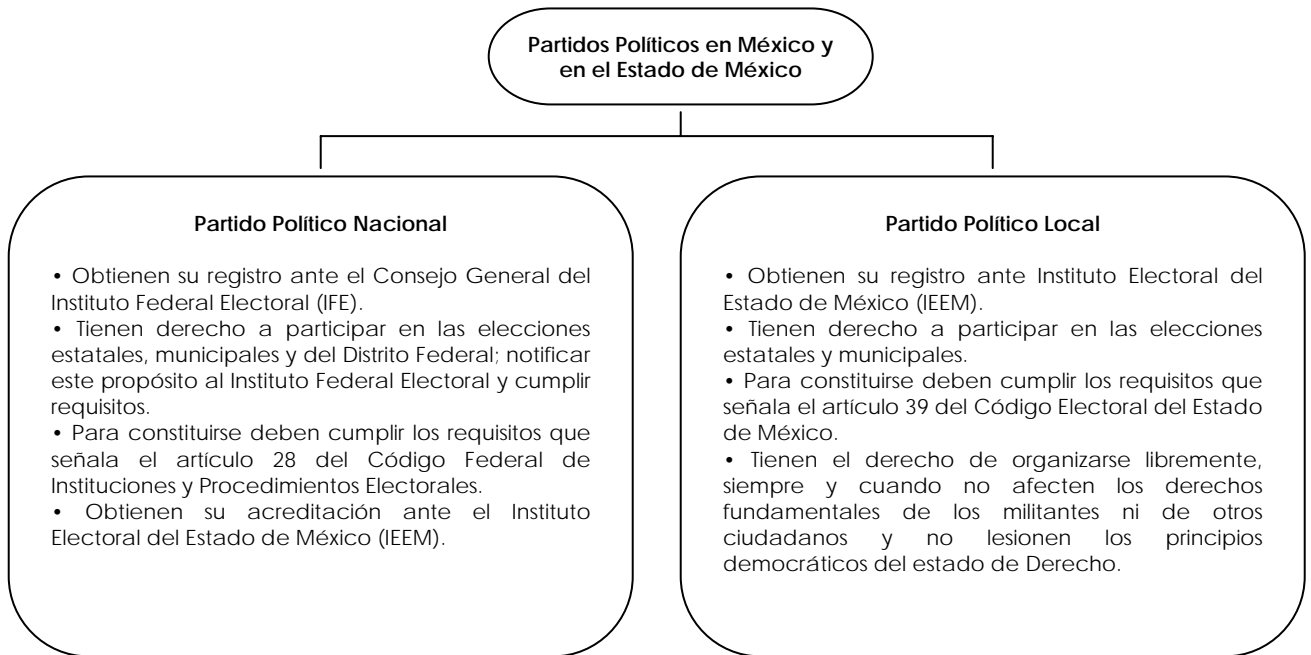 Partidos Políticos en México y
en el Estado de México
Partido Político Nacional
• Obtienen su registro ante el Consejo General del
Instituto Federal Electoral (IFE).
• Tienen derecho a participar en las elecciones
estatales, municipales y del Distrito Federal; notificar
este propósito al Instituto Federal Electoral y cumplir
requisitos.
• Para constituirse deben cumplir los requisitos que
señala el artículo 28 del Código Federal de
Instituciones y Procedimientos Electorales.
• Obtienen su acreditación ante el Instituto
Electoral del Estado de México (IEEM).
Partido Político Local
• Obtienen su registro ante Instituto Electoral del
Estado de México (IEEM).
• Tienen derecho a participar en las elecciones
estatales y municipales.
• Para constituirse deben cumplir los requisitos que
señala el artículo 39 del Código Electoral del Estado
de México.
• Tienen el derecho de organizarse libremente,
siempre y cuando no afecten los derechos
fundamentales de los militantes ni de otros
ciudadanos y no lesionen los principios
democráticos del estado de Derecho.